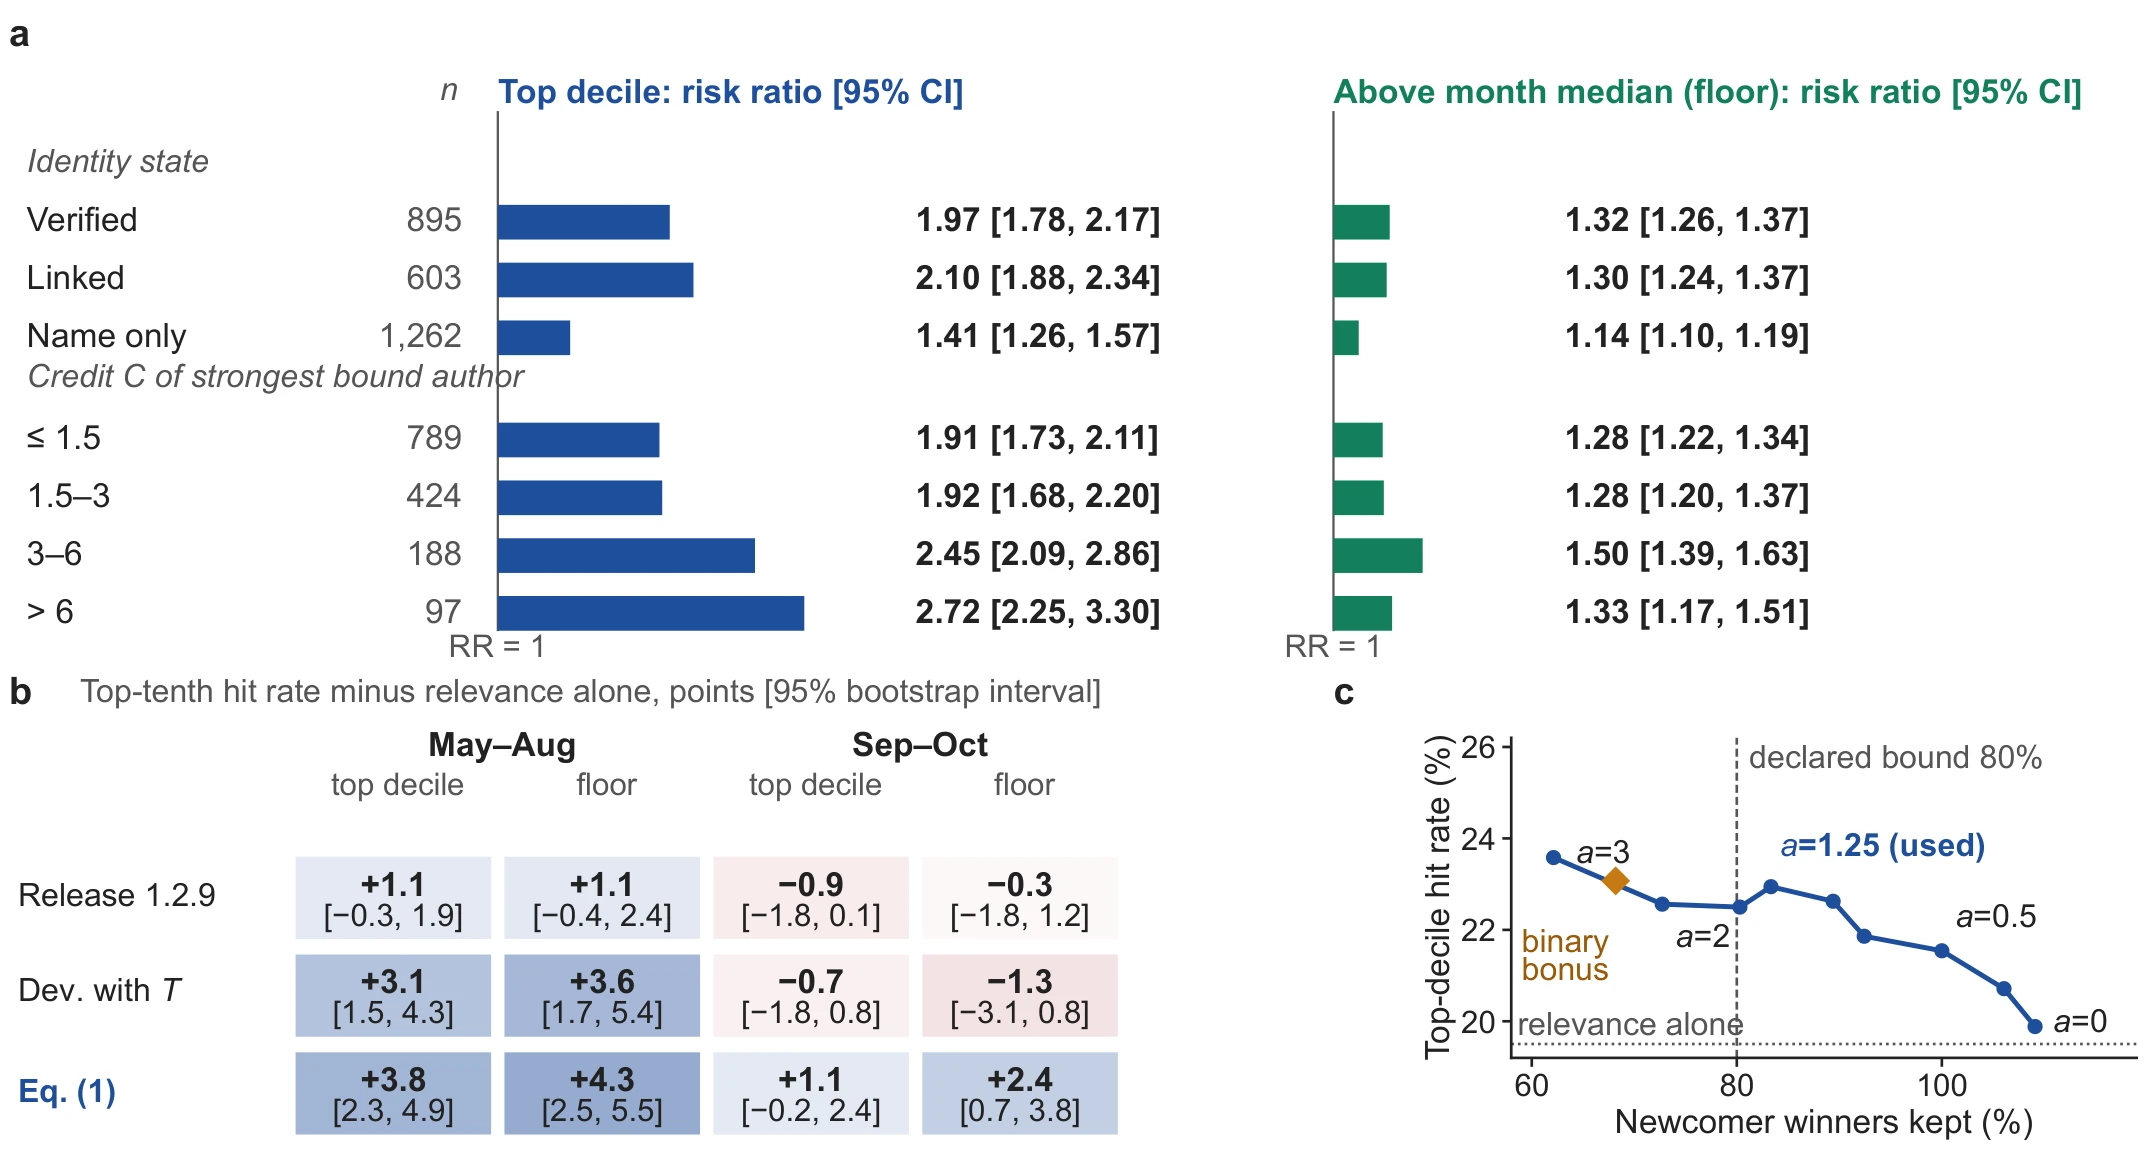 a
n Top decile: risk ratio [95% CI] Above month median (floor): risk ratio [95% CI]
Identity state
Verified 895 1.97 [1.78, 2.17] 1.32 [1.26, 1.37]
Linked 603 2.10 [1.88, 2.34] 1.30 [1.24, 1.37]
Name only 1,262 1.41 [1.26, 1.57] 1.14 [1.10, 1.19]
Credit C of strongest bound author
≤ 1.5 789 1.91 [1.73, 2.11] 1.28 [1.22, 1.34]
1.5–3 424 1.92 [1.68, 2.20] 1.28 [1.20, 1.37]
3–6 188 2.45 [2.09, 2.86] 1.50 [1.39, 1.63]
> 6 97 2.72 [2.25, 3.30] 1.33 [1.17, 1.51]
RR = 1 RR = 1
b Top-tenth hit rate minus relevance alone, points [95% bootstrap interval]
May–Aug Sep–Oct
top decile floor top decile floor
Release 1.2.9
+1.1 +1.1 −0.9 −0.3
[−0.3, 1.9] [−0.4, 2.4] [−1.8, 0.1] [−1.8, 1.2]
Dev. with T
+3.1 +3.6 −0.7 −1.3
[1.5, 4.3] [1.7, 5.4] [−1.8, 0.8] [−3.1, 0.8]
Eq. (1)
+3.8 +4.3 +1.1 +2.4
[2.3, 4.9] [2.5, 5.5] [−0.2, 2.4] [0.7, 3.8]
c
Top-decile hit rate (%)
26
24
22
20
declared bound 80%
a=3
a=1.25 (used)
a=2
a=0.5
binary
bonus
relevance alone
a=0
60 80 100
Newcomer winners kept (%)